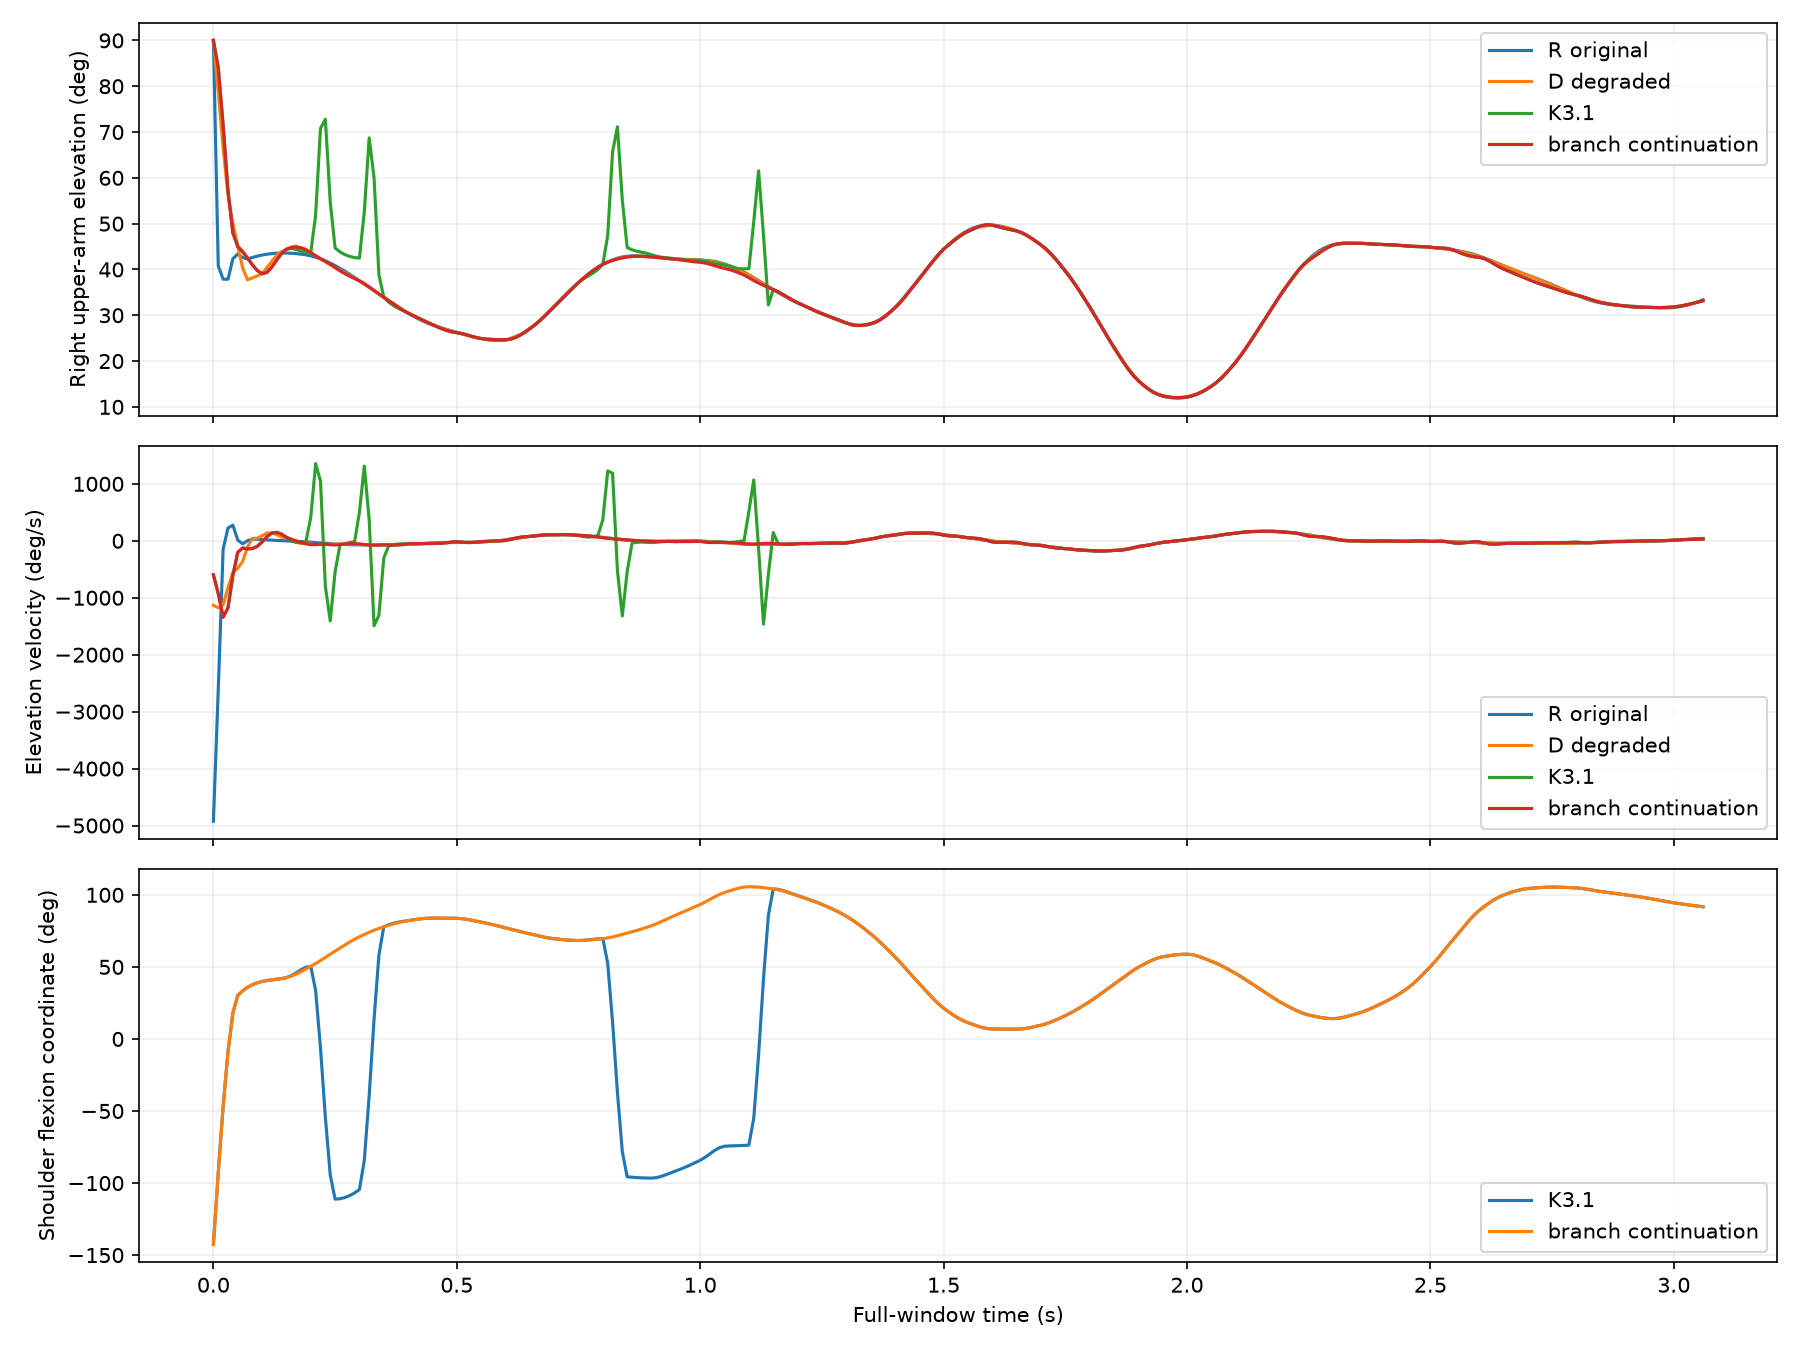 Right upper-arm elevation (deg)
90
80
70
60
50
40
30
20
10
R original
D degraded
K3.1
branch continuation
Elevation velocity (deg/s)
1000
0
−1000
−2000
−3000
−4000
−5000
R original
D degraded
K3.1
branch continuation
Shoulder flexion coordinate (deg)
100
50
0
−50
−100
−150
K3.1
branch continuation
0.0 0.5 1.0 1.5 2.0 2.5 3.0
Full-window time (s)